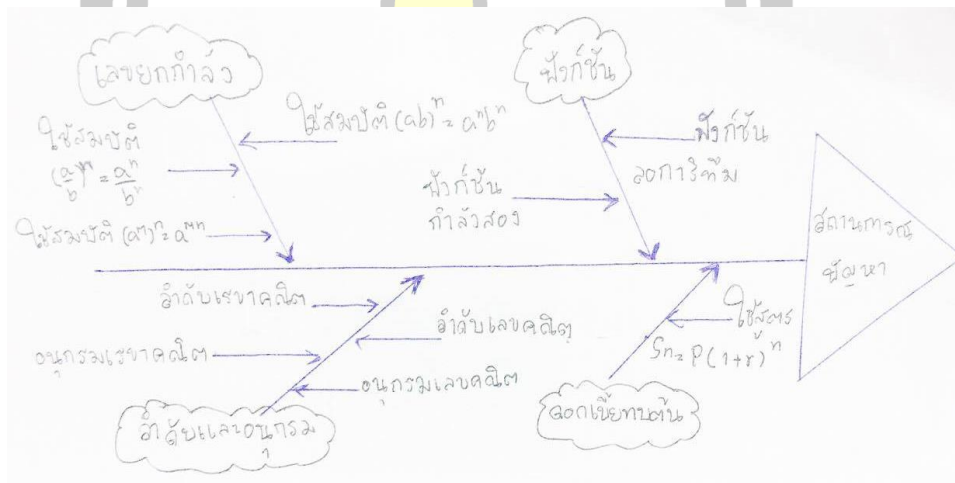 เลขยกกำลัง
ใช้สมบัติ (ab)ⁿ = aⁿbⁿ
ใช้สมบัติ
(a/b)ⁿ = aⁿ/bⁿ
ใช้สมบัติ (aᵐ)ⁿ = aᵐⁿ
ฟังก์ชัน
ฟังก์ชัน
ลอการิทึม
ฟังก์ชัน
กำลังสอง
สถานการณ์
ปัญหา
ลำดับเรขาคณิต
ลำดับเลขคณิต
อนุกรมเรขาคณิต
อนุกรมเลขคณิต
ลำดับและอนุกรม
ใช้สูตร
Sn = P(1+r)ⁿ
ดอกเบี้ยทบต้น